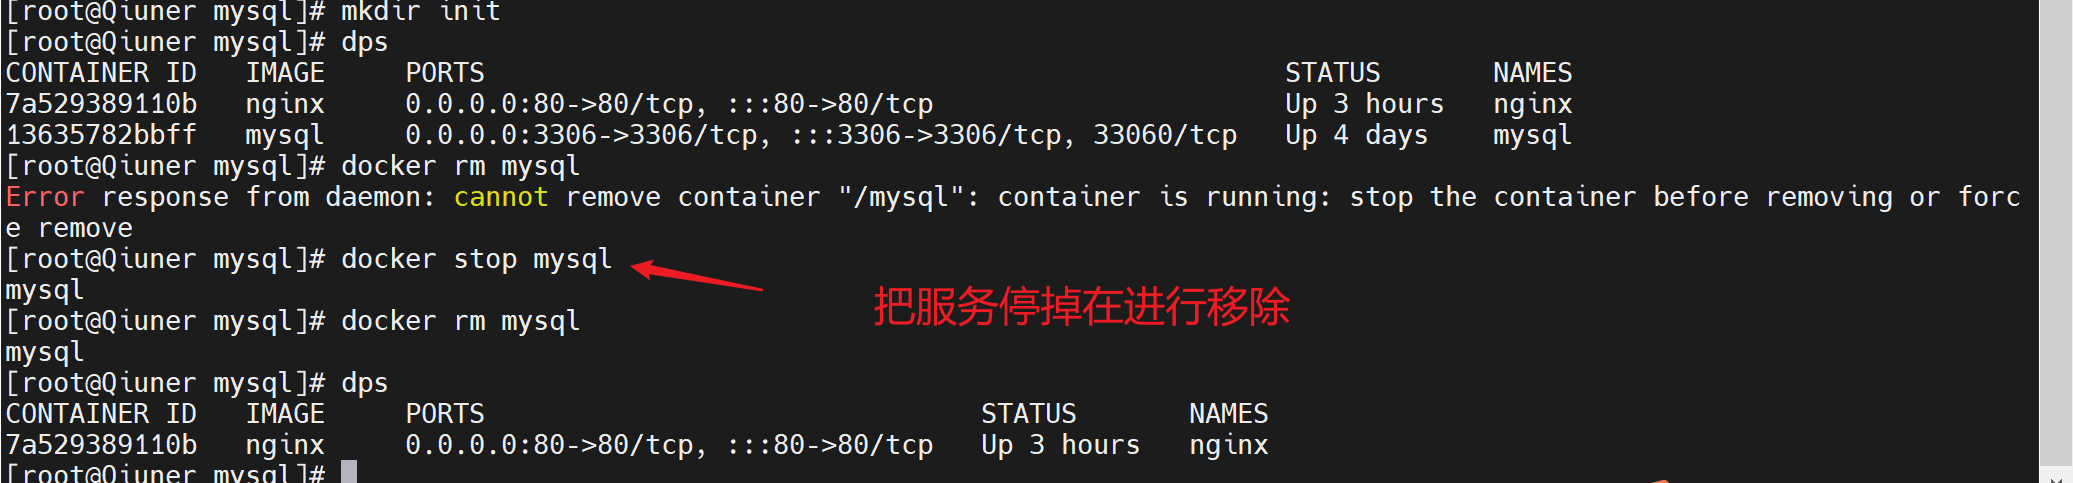 [root@Qiuner mysql]# mkdir init
[root@Qiuner mysql]# dps
CONTAINER ID   IMAGE     PORTS                                                  STATUS       NAMES
7a529389110b   nginx     0.0.0.0:80->80/tcp, :::80->80/tcp                      Up 3 hours   nginx
13635782bbff   mysql     0.0.0.0:3306->3306/tcp, :::3306->3306/tcp, 33060/tcp   Up 4 days    mysql
[root@Qiuner mysql]# docker rm mysql
Error response from daemon: cannot remove container "/mysql": container is running: stop the container before removing or forc
e remove
[root@Qiuner mysql]# docker stop mysql
mysql
把服务停掉在进行移除
[root@Qiuner mysql]# docker rm mysql
mysql
[root@Qiuner mysql]# dps
CONTAINER ID   IMAGE     PORTS                               STATUS       NAMES
7a529389110b   nginx     0.0.0.0:80->80/tcp, :::80->80/tcp   Up 3 hours   nginx
[root@Qiuner mysql]#